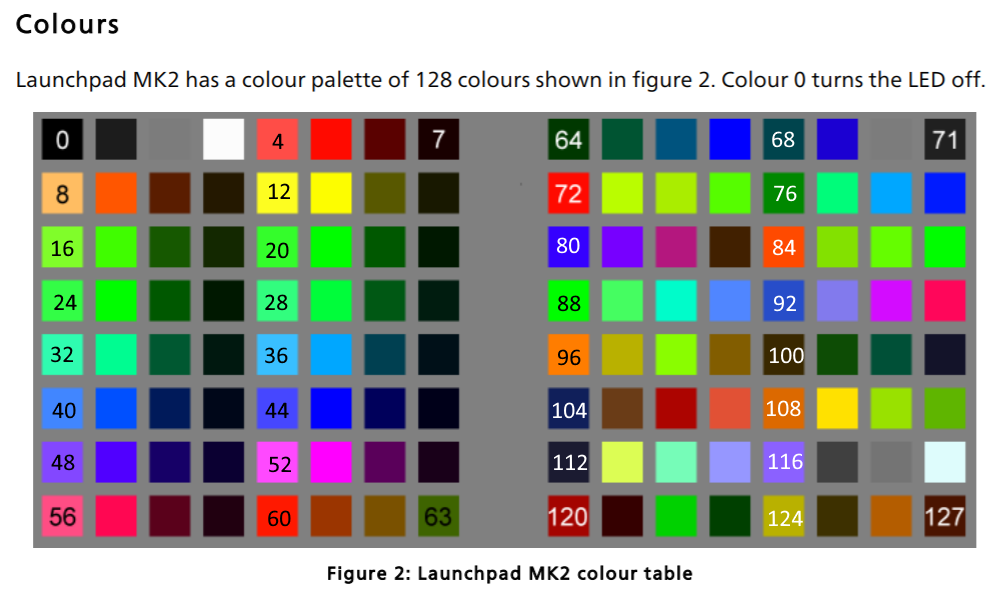 Colours
Launchpad MK2 has a colour palette of 128 colours shown in figure 2. Colour 0 turns the LED off.
0 4 7 64 68 71
8 12 72 76
16 20 80 84
24 28 88 92
32 36 96 100
40 44 104 108
48 52 112 116
56 60 63 120 124 127
Figure 2: Launchpad MK2 colour table